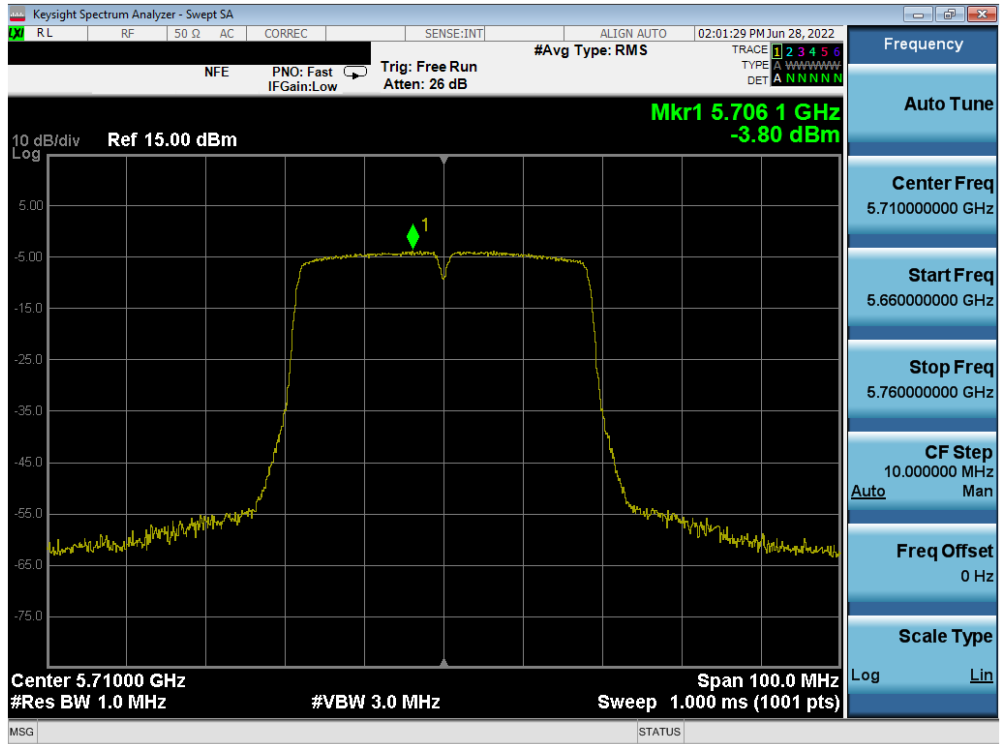 Keysight Spectrum Analyzer - Swept SA
LXI RL RF 50 Ω AC CORREC SENSE:INT ALIGN AUTO 02:01:29 PM Jun 28, 2022
#Avg Type: RMS
TRACE 1 2 3 4 5 6
TYPE A WWWWW
DET A N N N N N
NFE
PNO: Fast
IFGain:Low
Trig: Free Run
Atten: 26 dB
Mkr1 5.706 1 GHz
-3.80 dBm
10 dB/div Ref 15.00 dBm
Log
1
5.00
-5.00
-15.0
-25.0
-35.0
-45.0
-55.0
-65.0
-75.0
Center 5.71000 GHz
Span 100.0 MHz
#Res BW 1.0 MHz
#VBW 3.0 MHz
Sweep 1.000 ms (1001 pts)
MSG
STATUS
Frequency
Auto Tune
Center Freq
5.710000000 GHz
Start Freq
5.660000000 GHz
Stop Freq
5.760000000 GHz
CF Step
10.000000 MHz
Auto Man
Freq Offset
0 Hz
Scale Type
Log Lin